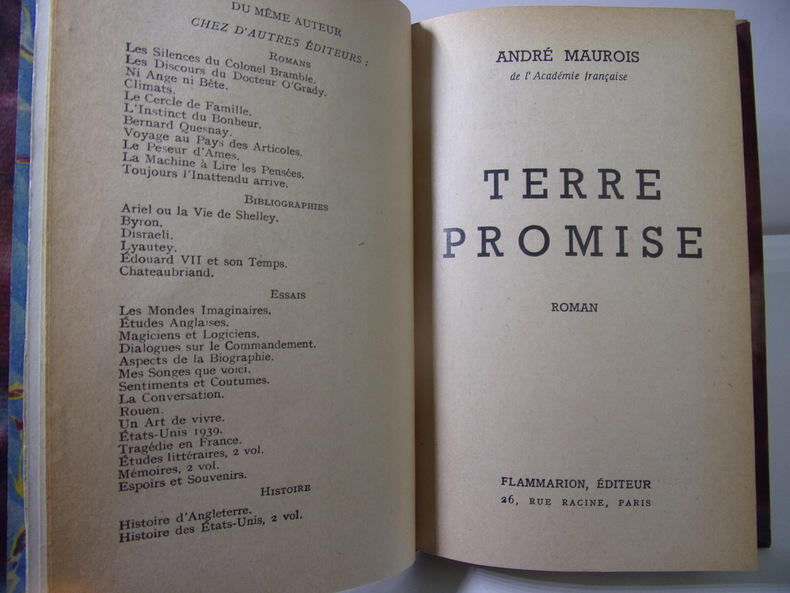 DU MÊME AUTEUR
CHEZ D'AUTRES ÉDITEURS :
ROMANS
Les Silences du Colonel Bramble.
Les Discours du Docteur O'Grady.
Ni Ange ni Bête.
Climats.
Le Cercle de Famille.
L'Instinct du Bonheur.
Bernard Quesnay.
Voyage au Pays des Articoles.
Le Peseur d'Ames.
La Machine à Lire les Pensées.
Toujours l'Inattendu arrive.
BIBLIOGRAPHIES
Ariel ou la Vie de Shelley.
Byron.
Disraeli.
Lyautey.
Édouard VII et son Temps.
Chateaubriand.
ESSAIS
Les Mondes Imaginaires.
Études Anglaises.
Magiciens et Logiciens.
Dialogues sur le Commandement.
Aspects de la Biographie.
Mes Songes que voici.
Sentiments et Coutumes.
La Conversation.
Rouen.
Un Art de vivre.
États-Unis 1939.
Tragédie en France.
Études littéraires, 2 vol.
Mémoires, 2 vol.
Espoirs et Souvenirs.
HISTOIRE
Histoire d'Angleterre.
Histoire des États-Unis, 2 vol.
ANDRÉ MAUROIS
de l'Académie française
TERRE
PROMISE
ROMAN
FLAMMARION, ÉDITEUR
26, RUE RACINE, PARIS